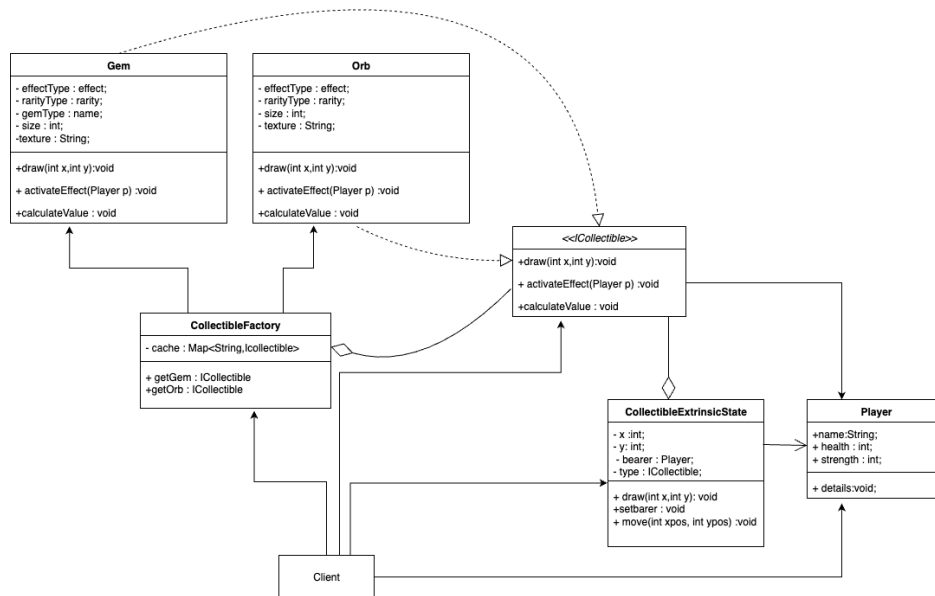 Gem
- effectType : effect;
- rarityType : rarity;
- gemType : name;
- size : int;
-texture : String;
+draw(int x,int y):void
+ activateEffect(Player p) :void
+calculateValue : void
Orb
- effectType : effect;
- rarityType : rarity;
- size : int;
- texture : String;
+draw(int x,int y):void
+ activateEffect(Player p) :void
+calculateValue : void
<<ICollectible>>
+draw(int x,int y):void
+ activateEffect(Player p) :void
+calculateValue : void
CollectibleFactory
- cache : Map<String,Icollectible>
+ getGem : ICollectible
+getOrb : ICollectible
CollectibleExtrinsicState
- x :int;
- y: int;
- bearer : Player;
- type : ICollectible;
+ draw(int x,int y): void
+setbarer : void
+ move(int xpos, int ypos) :void
Player
+name:String;
+ health : int;
+ strength : int;
+ details:void;
Client